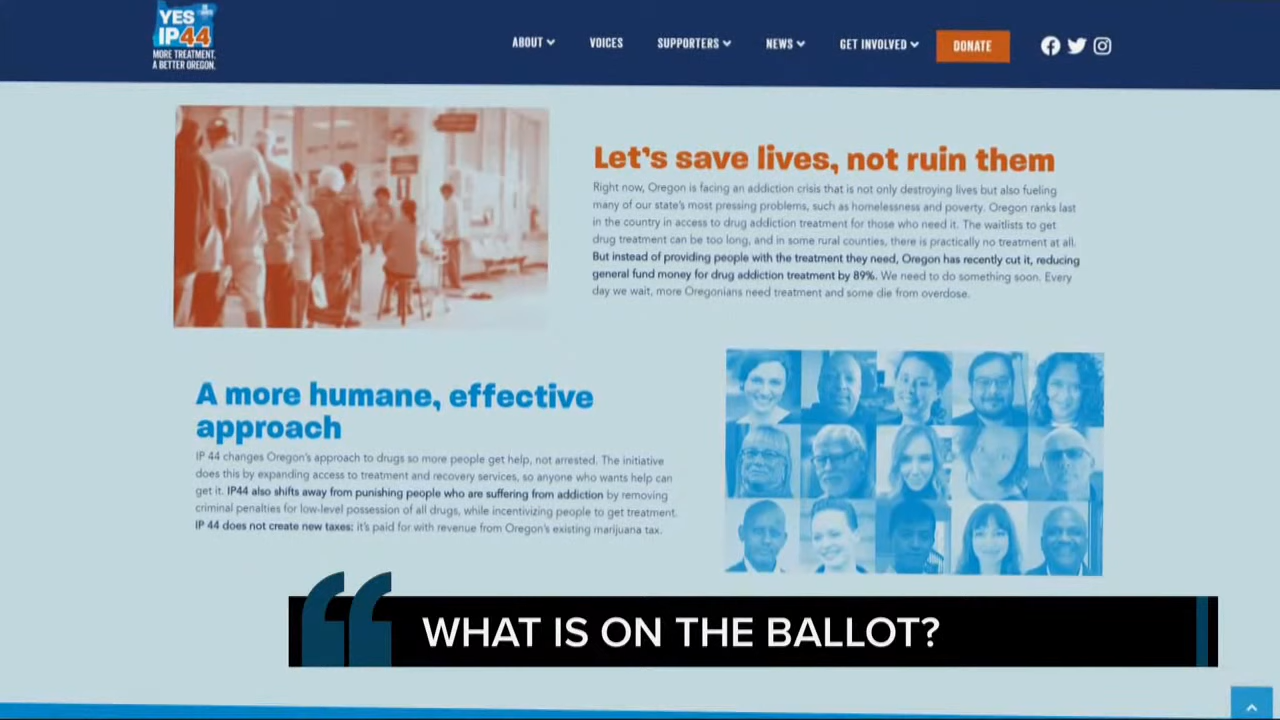 YES
IP44
MORE TREATMENT.
A BETTER OREGON.
ABOUT
VOICES
SUPPORTERS
NEWS
GET INVOLVED
DONATE
Let's save lives, not ruin them
Right now, Oregon is facing an addiction crisis that is not only destroying lives but also fueling
many of our state's most pressing problems, such as homelessness and poverty. Oregon ranks last
in the country in access to drug addiction treatment for those who need it. The waitlists to get
drug treatment can be too long, and in some rural counties, there is practically no treatment at all.
But instead of providing people with the treatment they need, Oregon has recently cut it, reducing
general fund money for drug addiction treatment by 89%. We need to do something soon. Every
day we wait, more Oregonians need treatment and some die from overdose.
A more humane, effective
approach
IP 44 changes Oregon's approach to drugs so more people get help, not arrested. The initiative
does this by expanding access to treatment and recovery services, so anyone who wants help can
get it. IP44 also shifts away from punishing people who are suffering from addiction by removing
criminal penalties for low-level possession of all drugs, while incentivizing people to get treatment.
IP 44 does not create new taxes: it's paid for with revenue from Oregon's existing marijuana tax.
WHAT IS ON THE BALLOT?